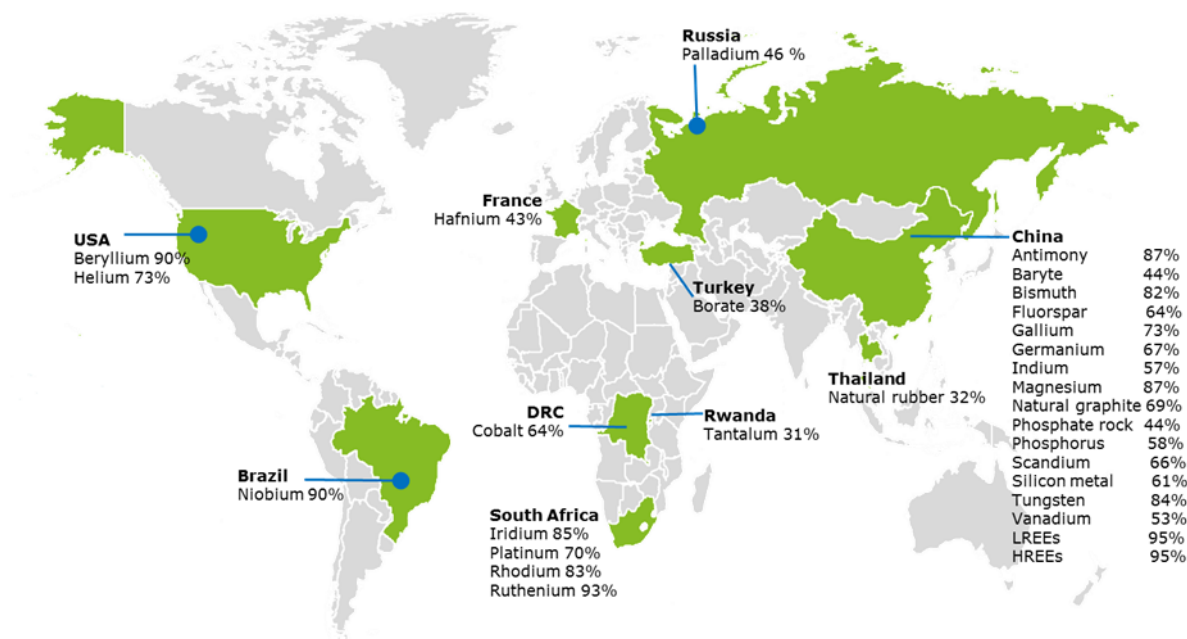 Russia
Palladium 46 %
France
Hafnium 43%
USA
Beryllium 90%
Helium 73%
China
Antimony 87%
Baryte 44%
Bismuth 82%
Fluorspar 64%
Gallium 73%
Germanium 67%
Indium 57%
Magnesium 87%
Natural graphite 69%
Phosphate rock 44%
Phosphorus 58%
Scandium 66%
Silicon metal 61%
Tungsten 84%
Vanadium 53%
LREEs 95%
HREEs 95%
Turkey
Borate 38%
Thailand
Natural rubber 32%
DRC
Cobalt 64%
Rwanda
Tantalum 31%
Brazil
Niobium 90%
South Africa
Iridium 85%
Platinum 70%
Rhodium 83%
Ruthenium 93%